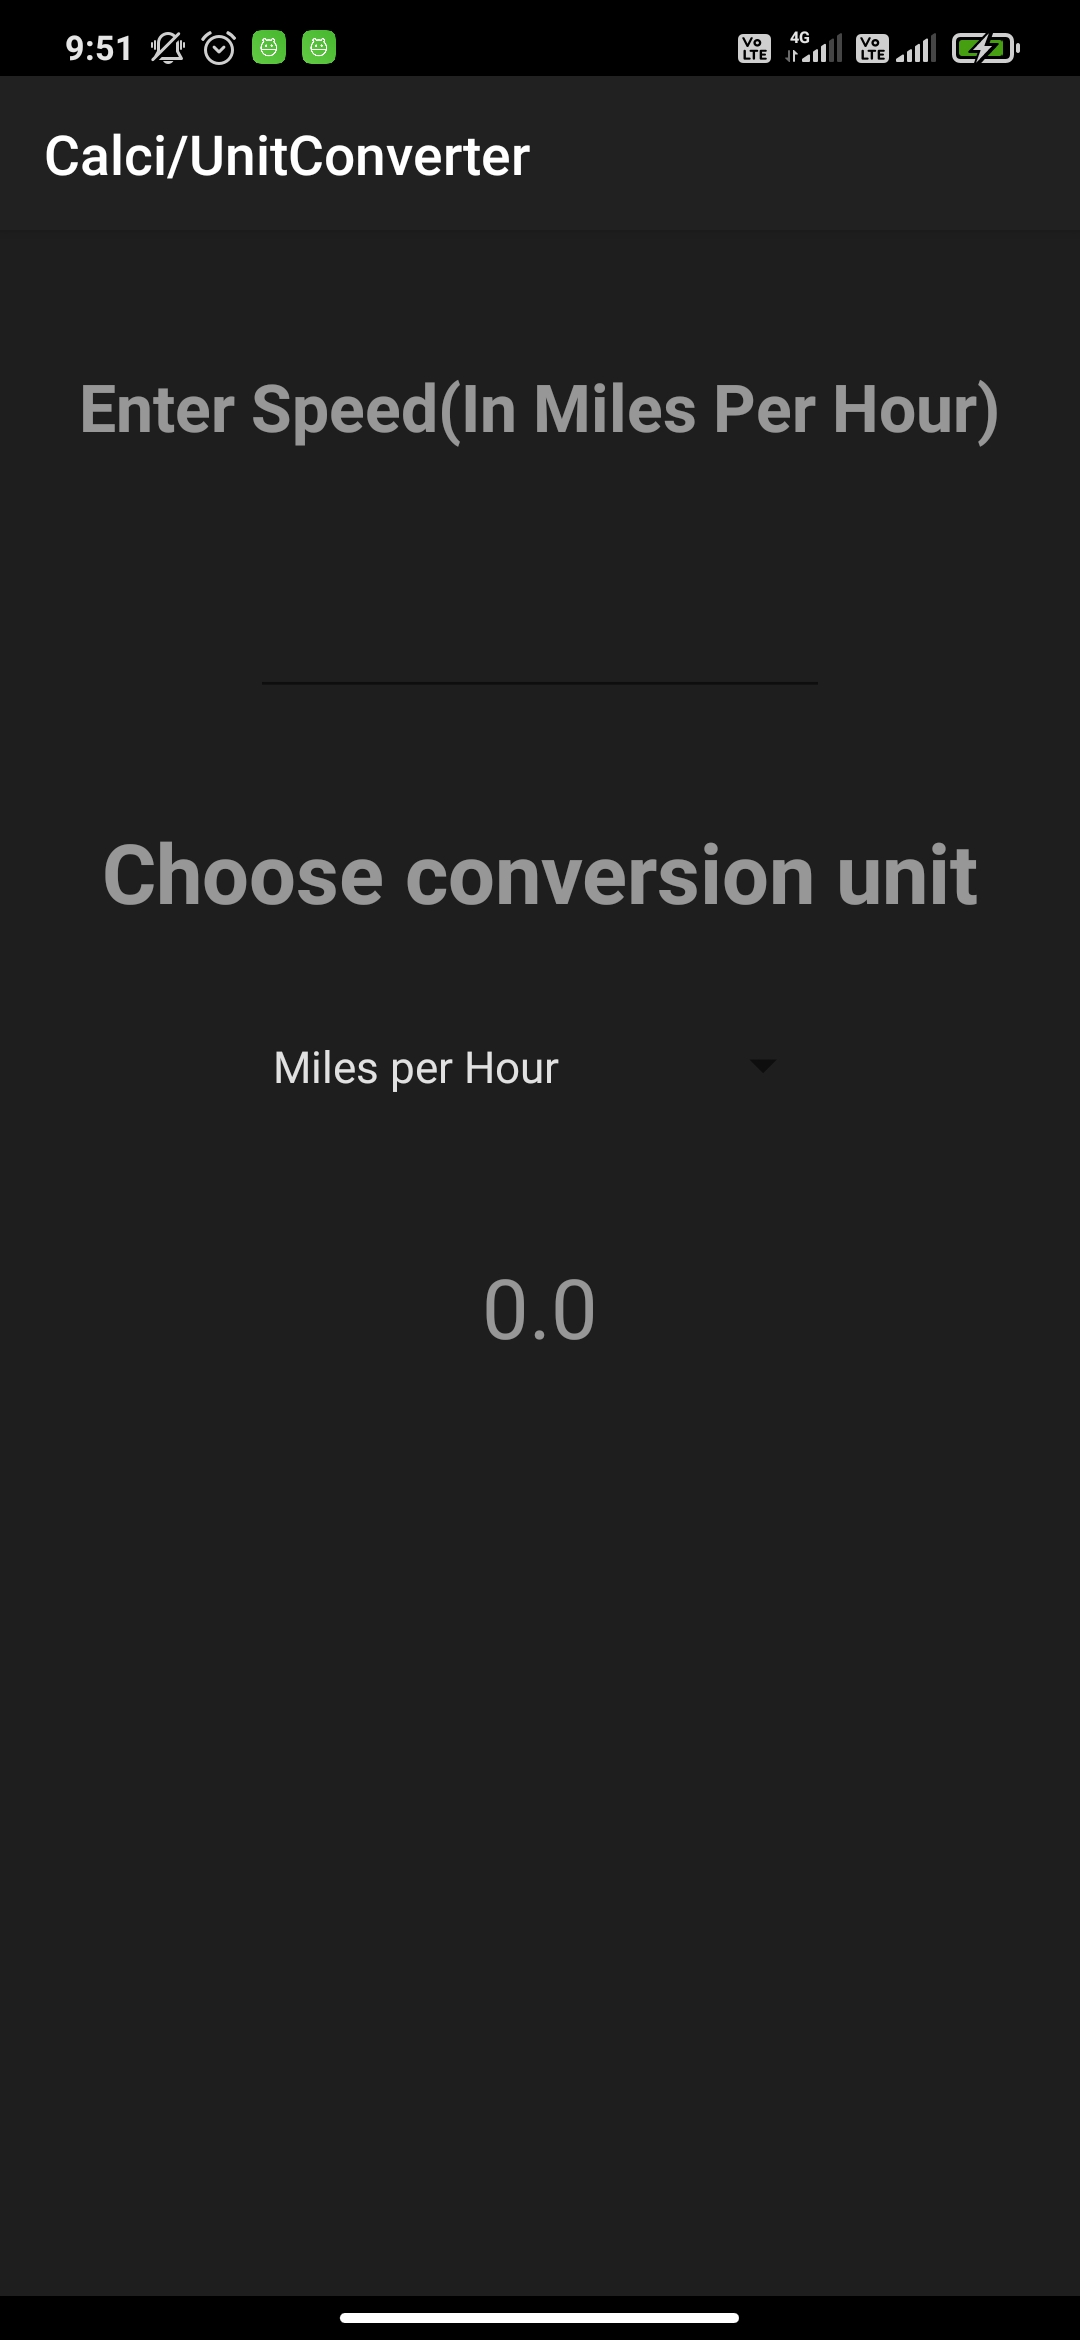 9:51
4G
Vo
LTE
Vo
LTE
Calci/UnitConverter
Enter Speed(In Miles Per Hour)
Choose conversion unit
Miles per Hour
0.0